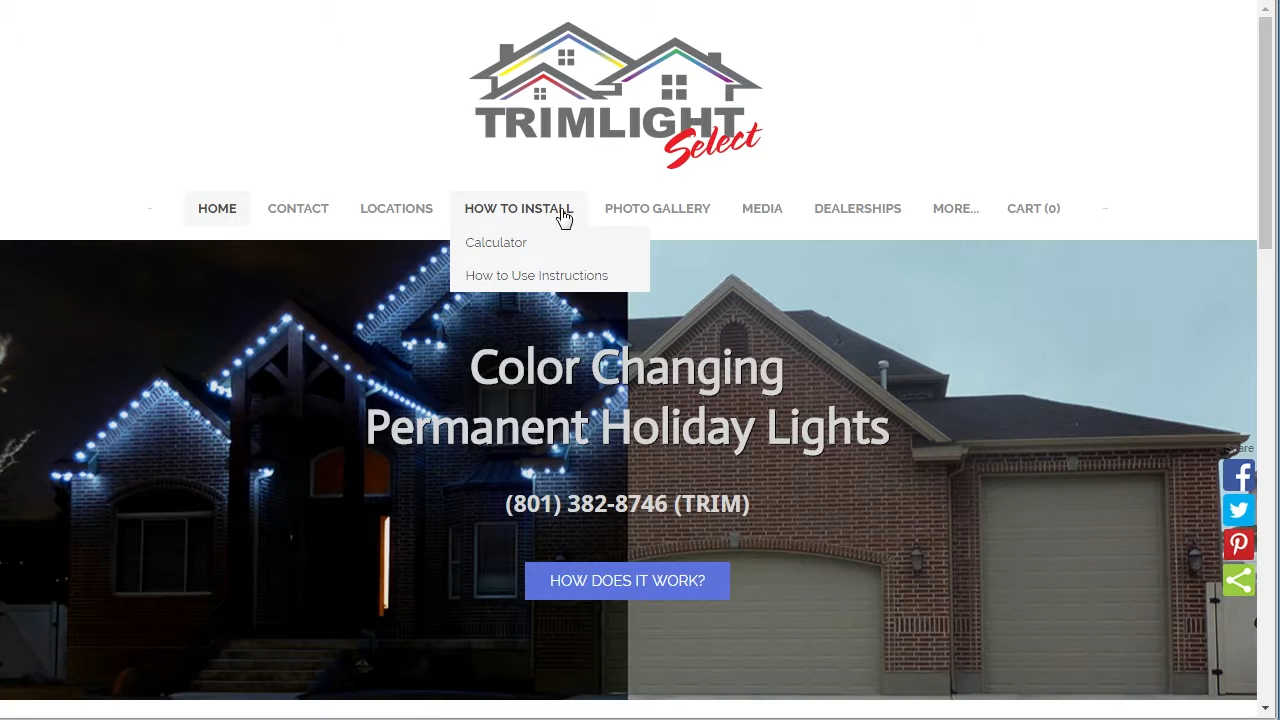 TRIMLIGHT
Select
HOME CONTACT LOCATIONS HOW TO INSTALL PHOTO GALLERY MEDIA DEALERSHIPS MORE... CART (0)
Calculator
How to Use Instructions
Color Changing
Permanent Holiday Lights
(801) 382-8746 (TRIM)
Share
HOW DOES IT WORK?